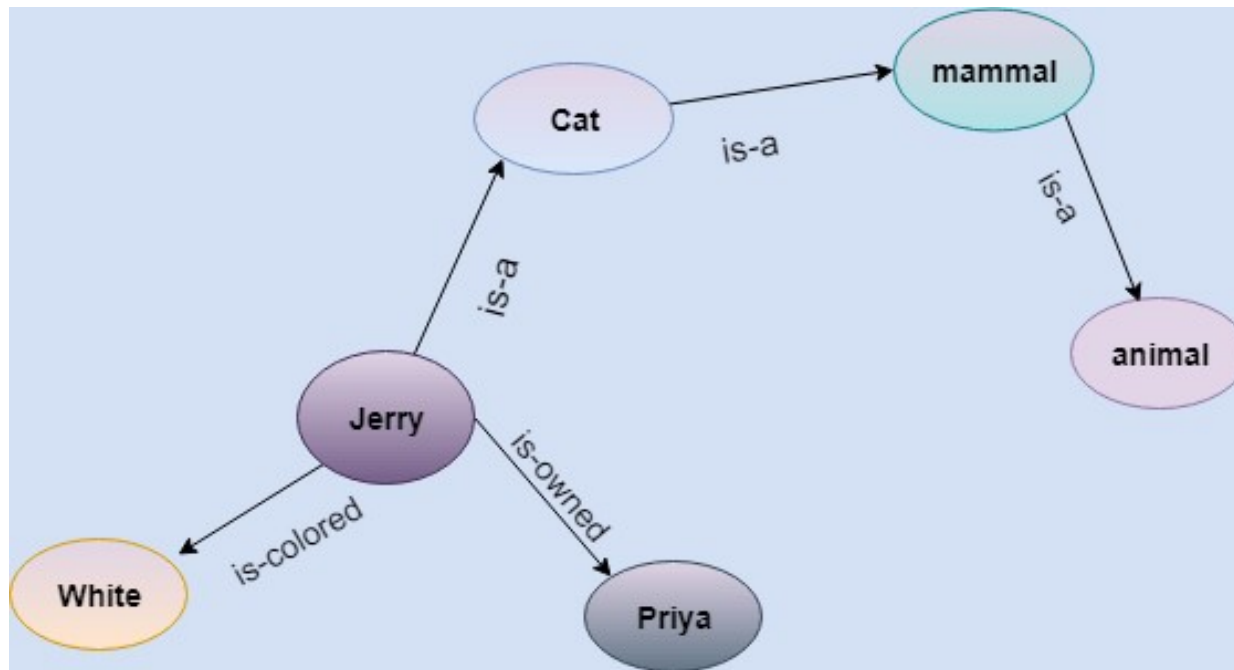 mammal
Cat
is-a
is-a
is-a
animal
Jerry
is-owned
is-colored
White
Priya